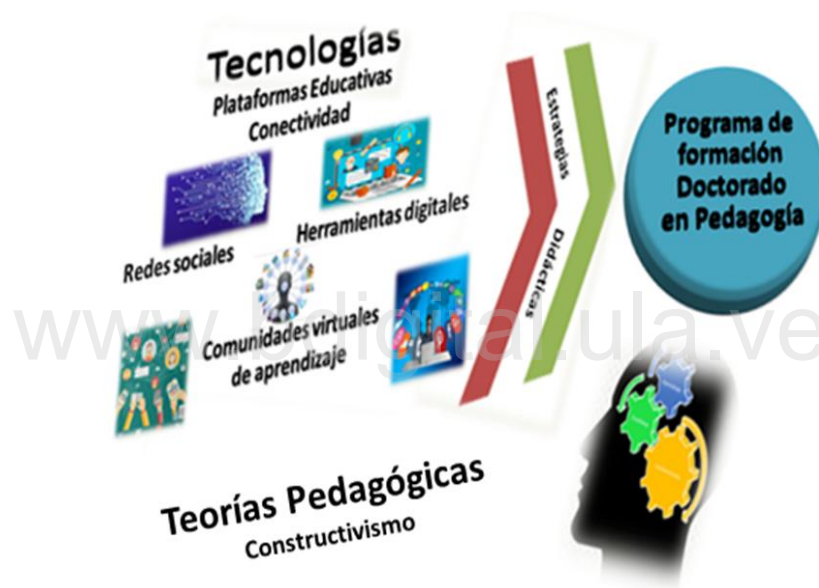 Tecnologías
Plataformas Educativas
Conectividad
Redes sociales
Herramientas digitales
Comunidades virtuales
de aprendizaje
Estrategias
Didácticas
Programa de
formación
Doctorado
en Pedagogía
Teorías Pedagógicas
Constructivismo
www.bdigital.ula.ve